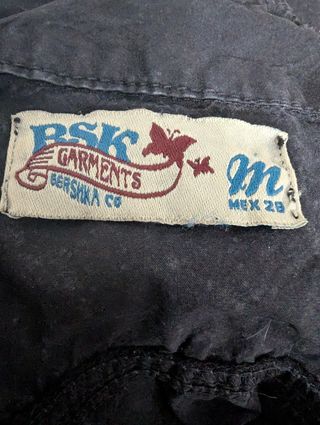 BSK
GARMENTS
BERSHKA CO
M
MEX 28